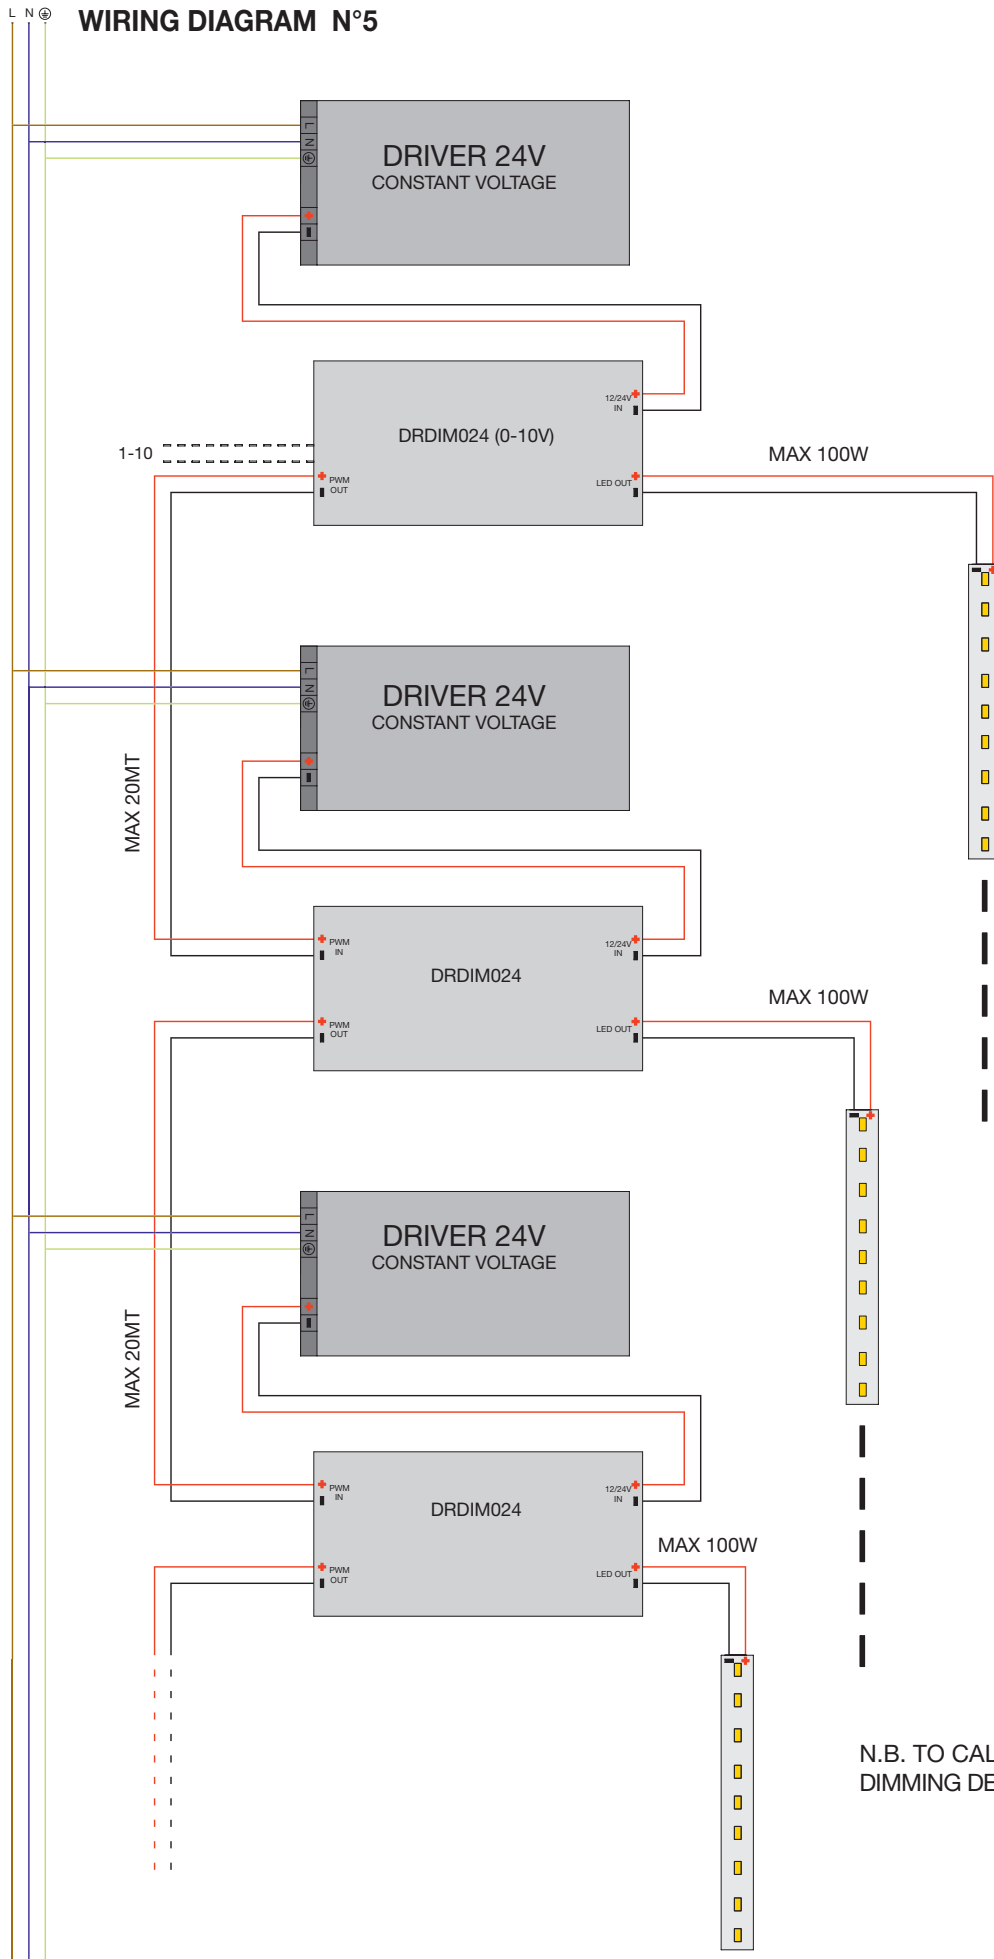 L N
WIRING DIAGRAM N°5
L
N
DRIVER 24V
CONSTANT VOLTAGE
12/24V
IN
DRDIM024 (0-10V)
1-10
MAX 100W
PWM
OUT
LED OUT
L
N
DRIVER 24V
CONSTANT VOLTAGE
MAX 20MT
PWM
IN
12/24V
IN
DRDIM024
MAX 100W
PWM
OUT
LED OUT
L
N
DRIVER 24V
CONSTANT VOLTAGE
MAX 20MT
PWM
IN
12/24V
IN
DRDIM024
MAX 100W
PWM
OUT
LED OUT
N.B. TO CAL
DIMMING DE